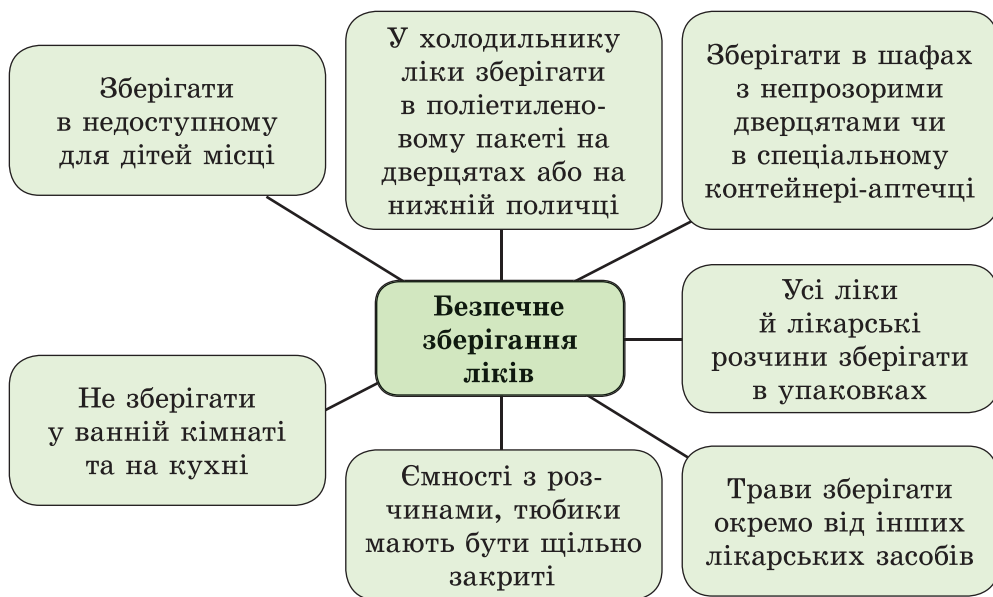 Зберігати
в недоступному
для дітей місці
У холодильнику
ліки зберігати
в поліетилено-
вому пакеті на
дверцятах або на
нижній поличці
Зберігати в шафах
з непрозорими
дверцятами чи
в спеціальному
контейнері-аптечці
Безпечне
зберігання
ліків
Усі ліки
й лікарські
розчини зберігати
в упаковках
Не зберігати
у ванній кімнаті
та на кухні
Ємності з роз-
чинами, тюбики
мають бути щільно
закриті
Трави зберігати
окремо від інших
лікарських засобів